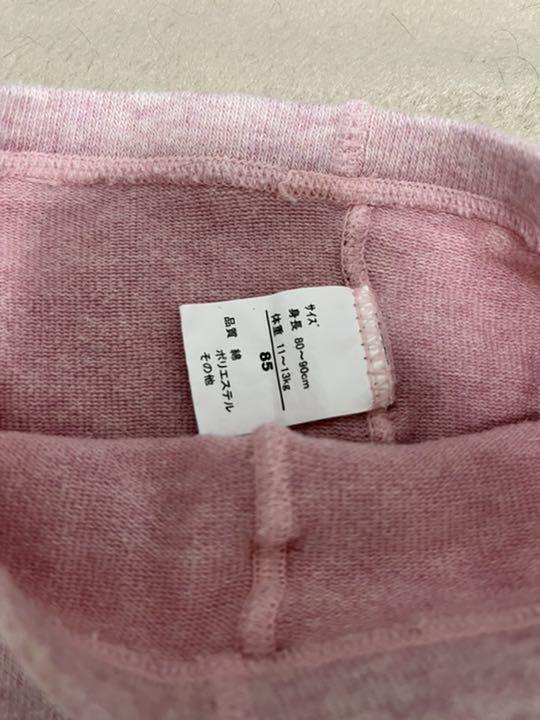 サイズ
身長 80～90cm
体重 11～13kg
85
品質 綿
ポリエステル
その他